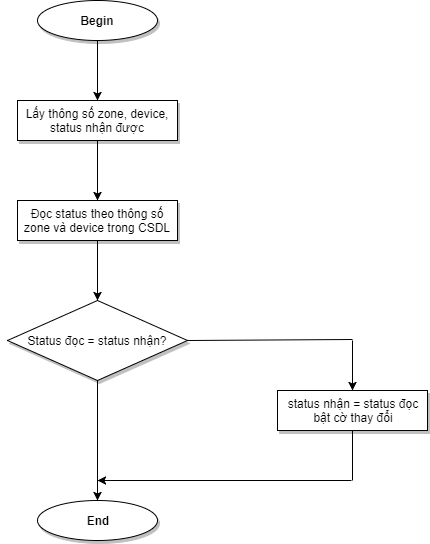 Begin
Lấy thông số zone, device,
status nhận được
Đọc status theo thông số
zone và device trong CSDL
Status đọc = status nhận?
status nhận = status đọc
bật cờ thay đổi
End